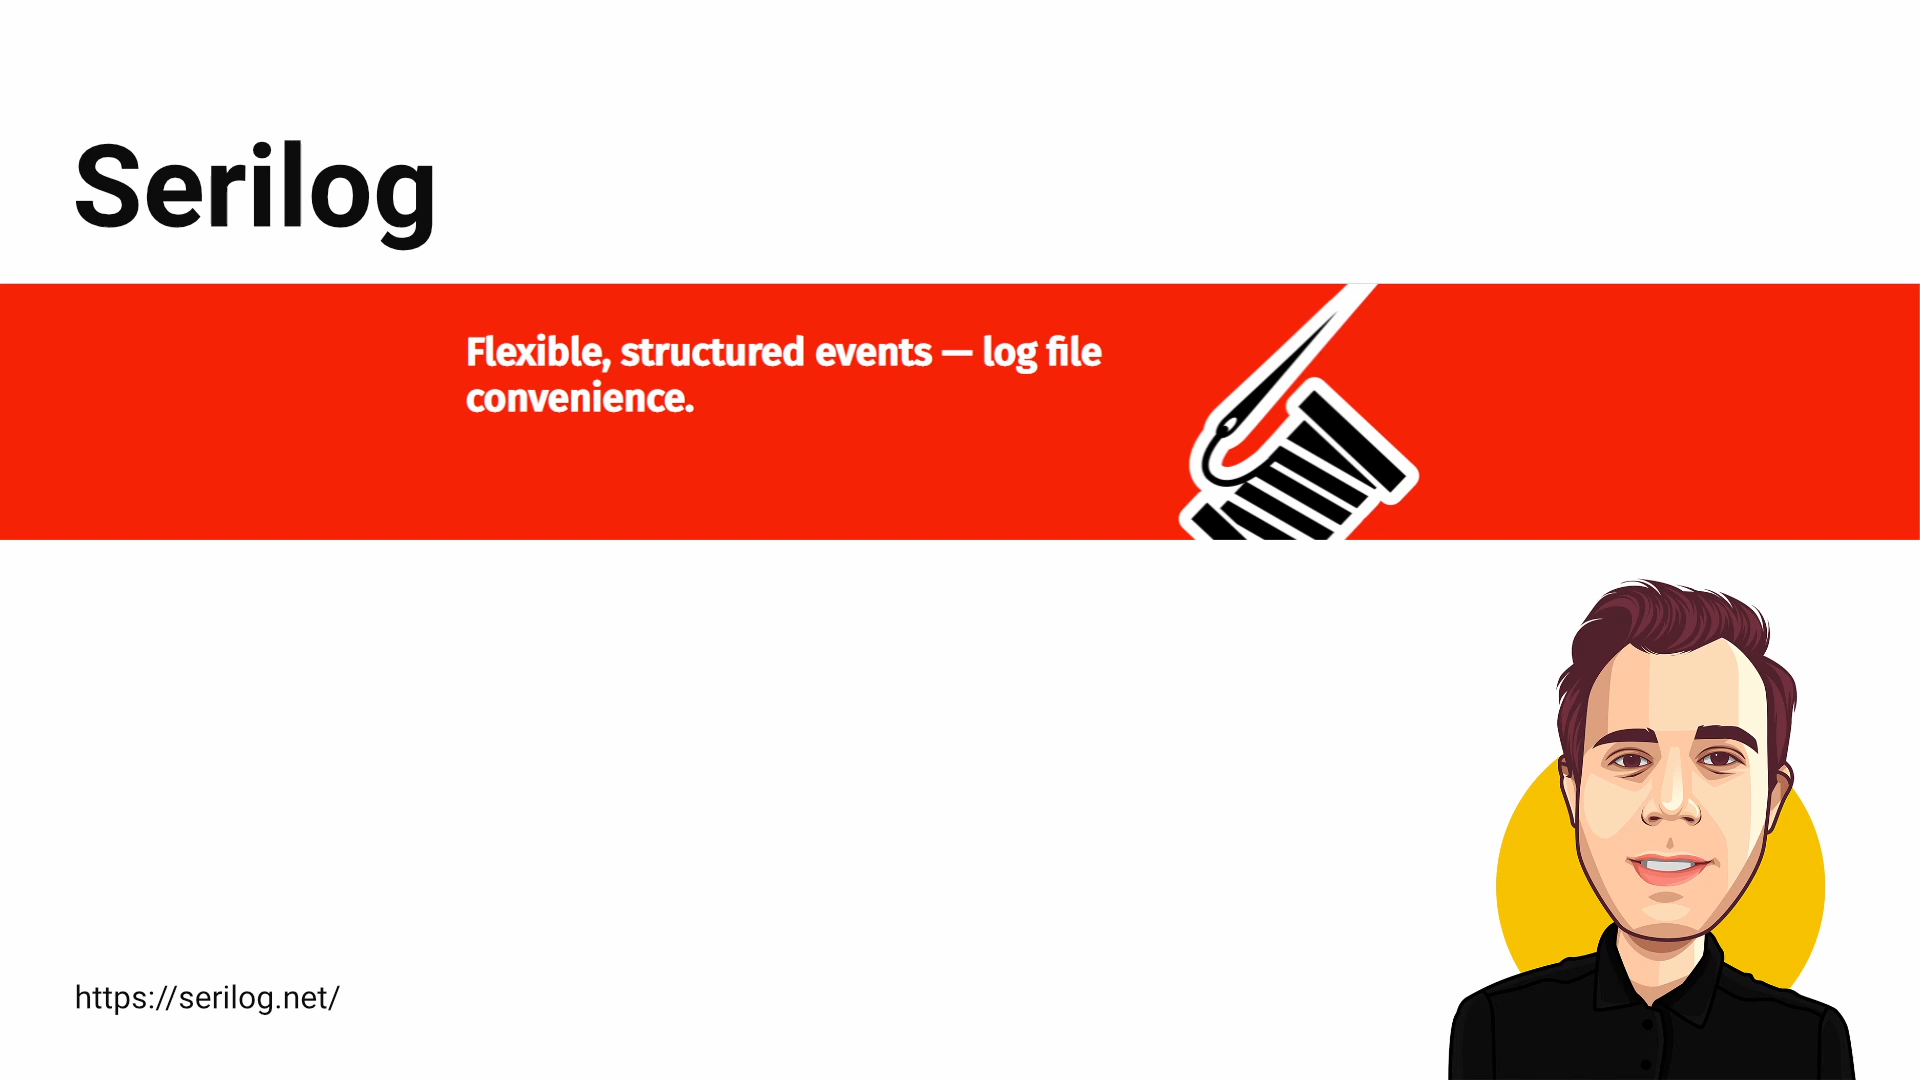 Serilog
Flexible, structured events — log file
convenience.
https://serilog.net/